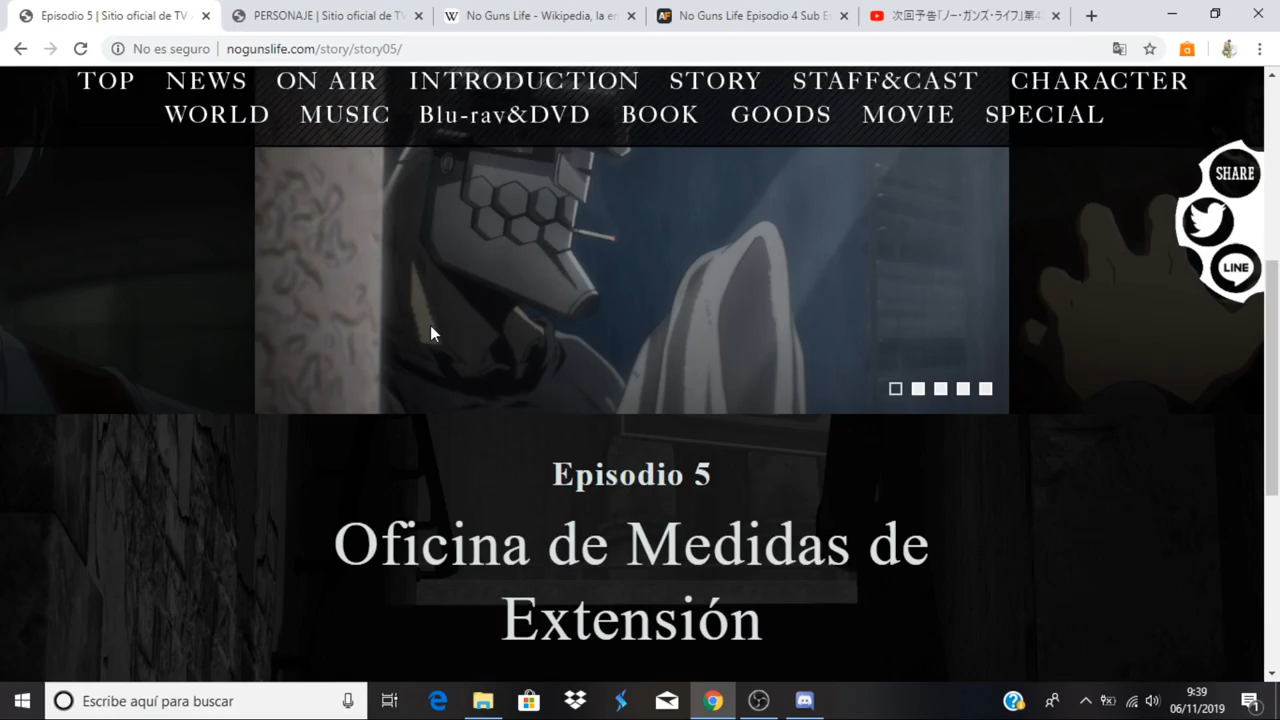 Episodio 5 | Sitio oficial de TV
PERSONAJE | Sitio oficial de TV
No Guns Life - Wikipedia, la en
No Guns Life Episodio 4 Sub E
次回予告「ノー・ガンズ・ライフ」第4
No es seguro | nogunslife.com/story/story05/
TOP NEWS ON AIR INTRODUCTION STORY STAFF&CAST CHARACTER
WORLD MUSIC Blu-ray&DVD BOOK GOODS MOVIE SPECIAL
SHARE
LINE
Episodio 5
Oficina de Medidas de
Extensión
Escribe aquí para buscar
9:39
06/11/2019
1